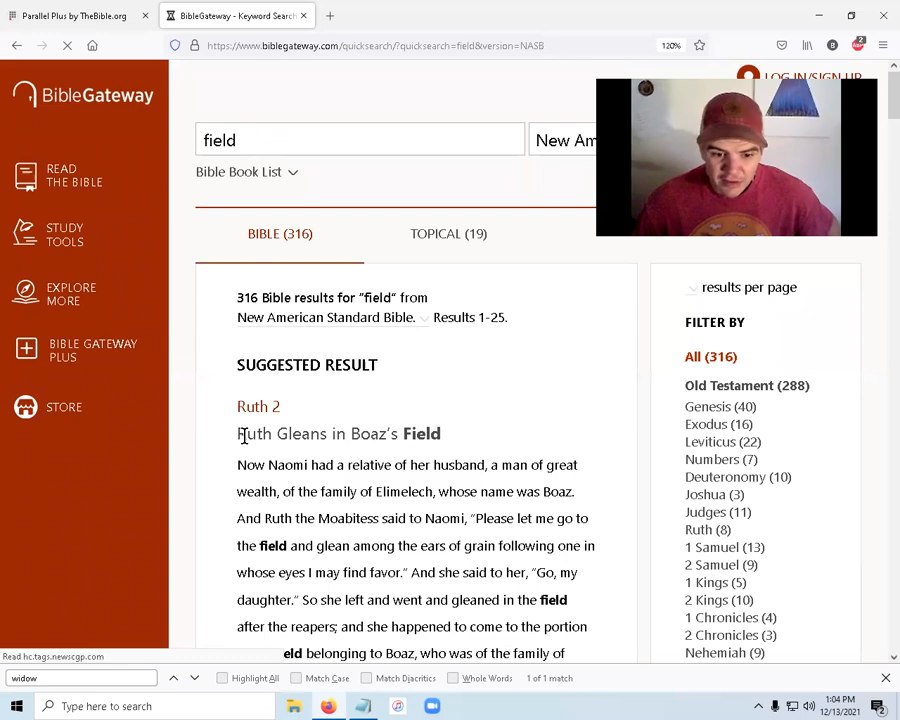 Parallel Plus by TheBible.org
BibleGateway - Keyword Search
https://www.biblegateway.com/quicksearch/?quicksearch=field&version=NASB
120%
LOG IN/SIGN UP
BibleGateway
READ
THE BIBLE
STUDY
TOOLS
EXPLORE
MORE
BIBLE GATEWAY
PLUS
STORE
field
New Am
Bible Book List
BIBLE (316)
TOPICAL (19)
316 Bible results for "field" from
New American Standard Bible. Results 1-25.
SUGGESTED RESULT
Ruth 2
Ruth Gleans in Boaz's Field
Now Naomi had a relative of her husband, a man of great
wealth, of the family of Elimelech, whose name was Boaz.
And Ruth the Moabitess said to Naomi, "Please let me go to
the field and glean among the ears of grain following one in
whose eyes I may find favor." And she said to her, "Go, my
daughter." So she left and went and gleaned in the field
after the reapers; and she happened to come to the portion
eld belonging to Boaz, who was of the family of
results per page
FILTER BY
All (316)
Old Testament (288)
Genesis (40)
Exodus (16)
Leviticus (22)
Numbers (7)
Deuteronomy (10)
Joshua (3)
Judges (11)
Ruth (8)
1 Samuel (13)
2 Samuel (9)
1 Kings (5)
2 Kings (10)
1 Chronicles (4)
2 Chronicles (3)
Nehemiah (9)
Read hc.tags.newscgp.com
widow
Highlight All
Match Case
Match Diacritics
Whole Words
1 of 1 match
Type here to search
1:04 PM
12/13/2021